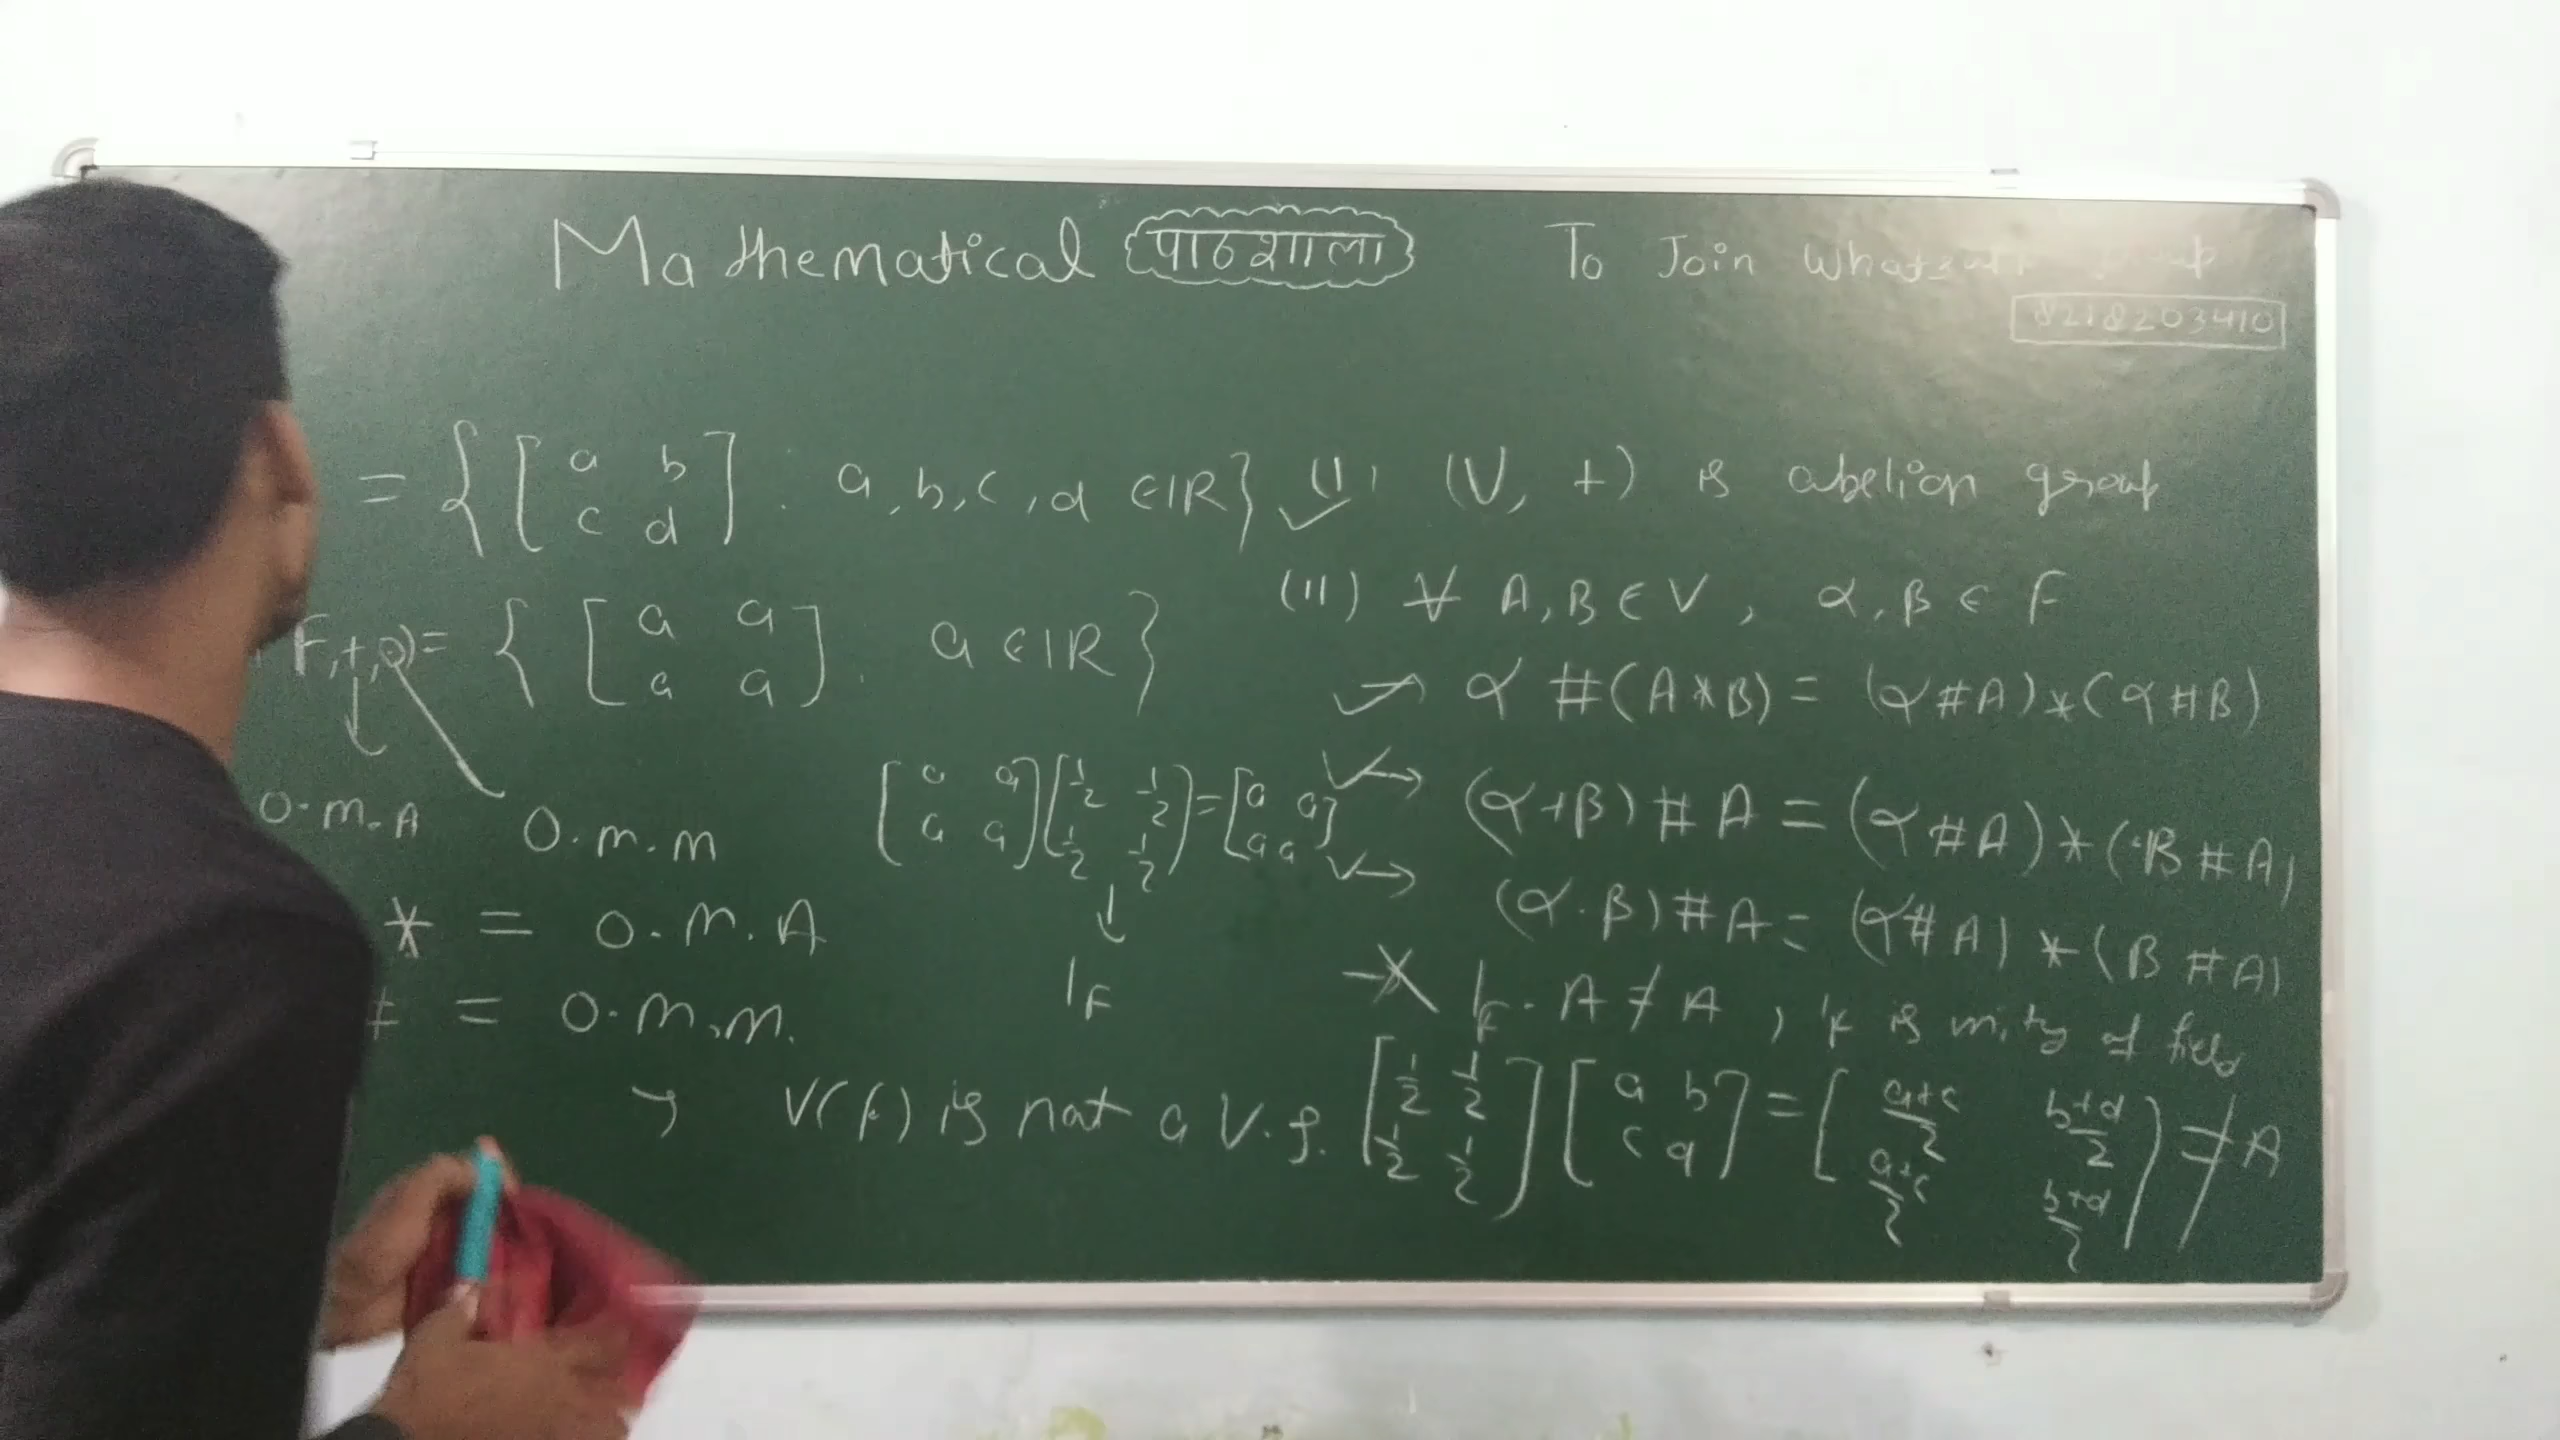 Mathematical पाठशाला To Join
8218203410
= { [ a b ; c d ] : a, b, c, d ∈ IR } (I) (V, +) is abelian group
F, +, ⊙) = { [ a a ; a a ] : a ∈ IR } (II) ∀ A, B ∈ V , α, β ∈ F
α # (A * B) = (α # A) * (α # B)
O.M.A O.M.M
[ a a ; a a ] [ 1/2 1/2 ; 1/2 1/2 ] = [ a a ; a a ] → (α + β) # A = (α # A) * (β # A)
↓
1F
→ (α . β) # A = (α # A) * (β # A)
* = O.M.A
1F . A ≠ A , 1F is unity of field
= O.M.M.
→ V(F) is not a V.S. [ 1/2 1/2 ; 1/2 1/2 ] [ a b ; c d ] = [ a+c/2 b+d/2 ; a+c/2 b+d/2 ] ≠ A